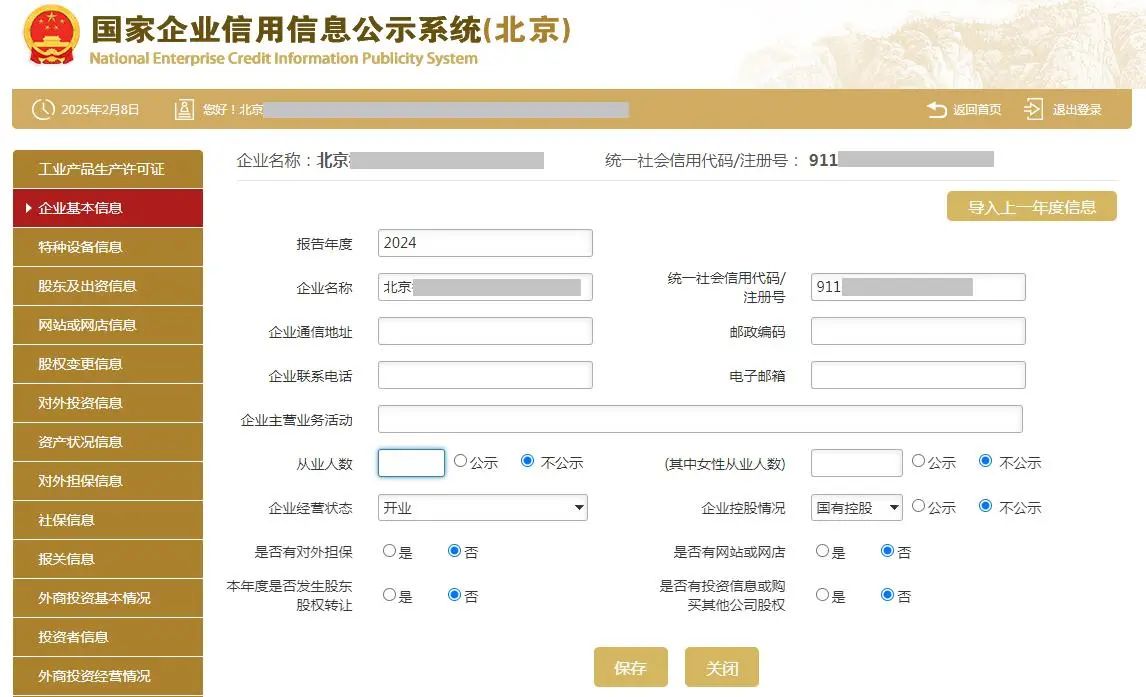 国家企业信用信息公示系统(北京)
National Enterprise Credit Information Publicity System
2025年2月8日 您好！北京 返回首页 退出登录
工业产品生产许可证
企业基本信息
特种设备信息
股东及出资信息
网站或网店信息
股权变更信息
对外投资信息
资产状况信息
对外担保信息
社保信息
报关信息
外商投资基本情况
投资者信息
外商投资经营情况
企业名称：北京 统一社会信用代码/注册号：911
导入上一年度信息
报告年度 2024
企业名称 北京 统一社会信用代码/
注册号 911
企业通信地址 邮政编码
企业联系电话 电子邮箱
企业主营业务活动
从业人数 公示 不公示 (其中女性从业人数) 公示 不公示
企业经营状态 开业 企业控股情况 国有控股 公示 不公示
是否有对外担保 是 否 是否有网站或网店 是 否
本年度是否发生股东
股权转让 是 否 是否有投资信息或购
买其他公司股权 是 否
保存 关闭